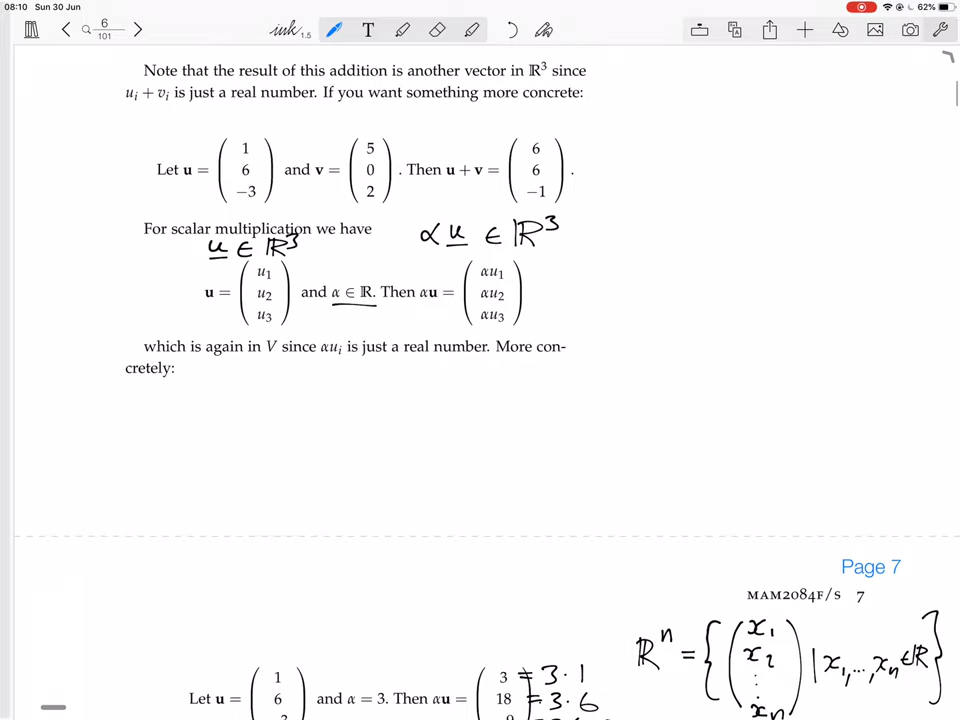 08:10 Sun 30 Jun 62%
6
101
ink 1.5 T
Note that the result of this addition is another vector in ℝ³ since
uᵢ + vᵢ is just a real number. If you want something more concrete:
Let u = ( 1 6 −3 ) and v = ( 5 0 2 ) . Then u + v = ( 6 6 −1 ) .
For scalar multiplication we have
u ∈ ℝ³ αu ∈ ℝ³
u = ( u₁ u₂ u₃ ) and α ∈ ℝ. Then αu = ( αu₁ αu₂ αu₃ )
which is again in V since αuᵢ is just a real number. More con-
cretely:
Page 7
MAM2084F/S 7
ℝⁿ = { ( x₁ x₂ ⋮ xₙ ) | x₁,...,xₙ ∈ ℝ }
Let u = ( 1 6 and α = 3. Then αu = ( 3 18
= 3·1
= 3·6